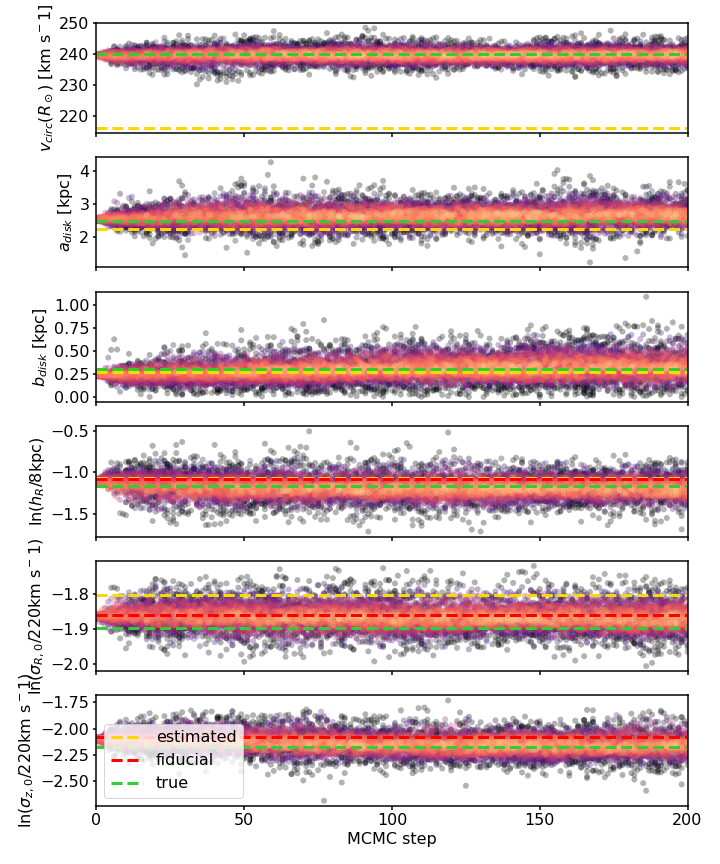 250
240
230
220
v_circ(R_⊙) [km s^−1]
4
3
2
a_disk [kpc]
1.00
0.75
0.50
0.25
0.00
b_disk [kpc]
−0.5
−1.0
−1.5
ln(h_R/8kpc)
−1.8
−1.9
−2.0
ln(σ_R,0/220km s^−1)
−1.75
−2.00
−2.25
−2.50
ln(σ_z,0/220km s^−1)
estimated
fiducial
true
0 50 100 150 200
MCMC step